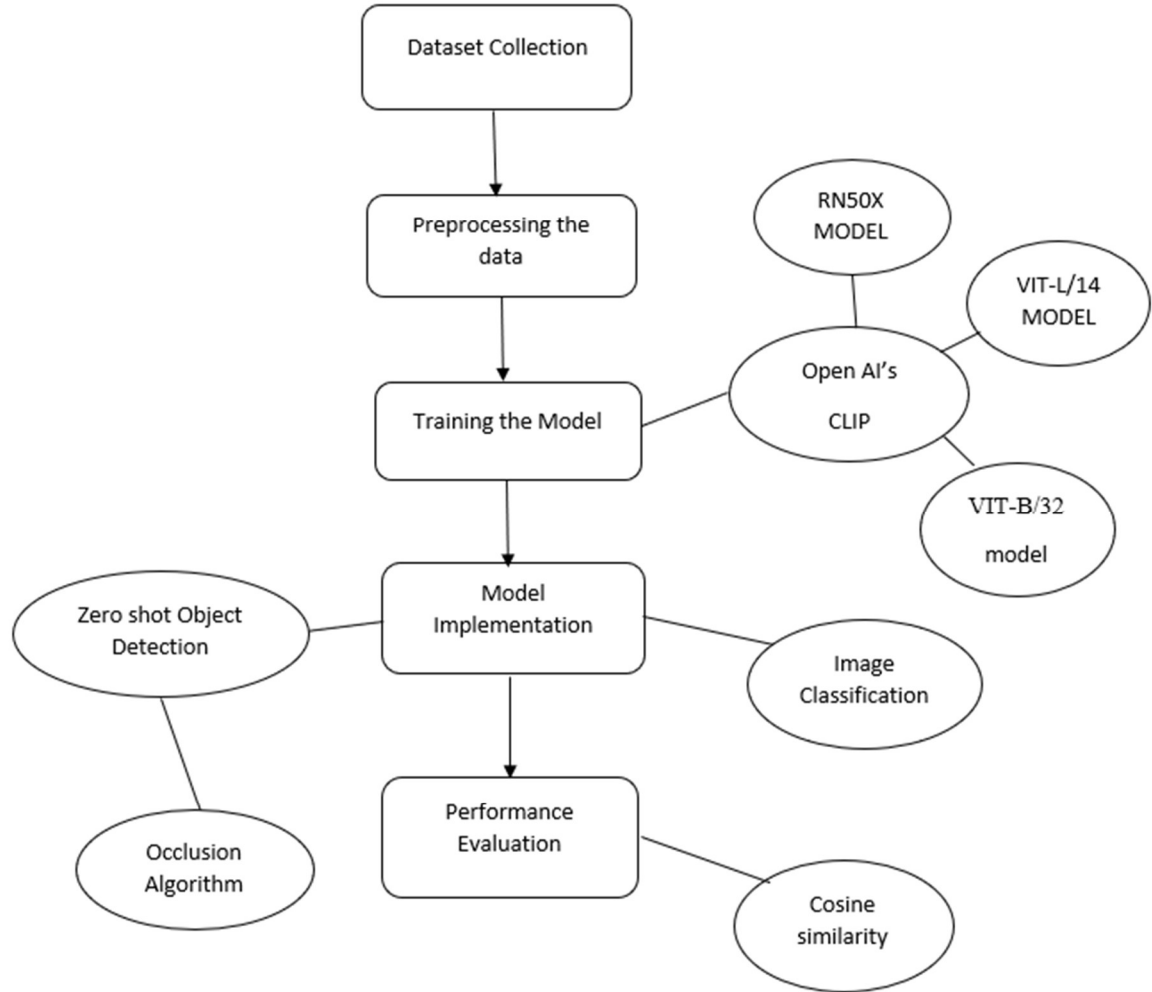 Dataset Collection
Preprocessing the
data
RN50X
MODEL
VIT-L/14
MODEL
Open AI's
CLIP
Training the Model
VIT-B/32
model
Model
Implementation
Zero shot Object
Detection
Image
Classification
Performance
Evaluation
Occlusion
Algorithm
Cosine
similarity